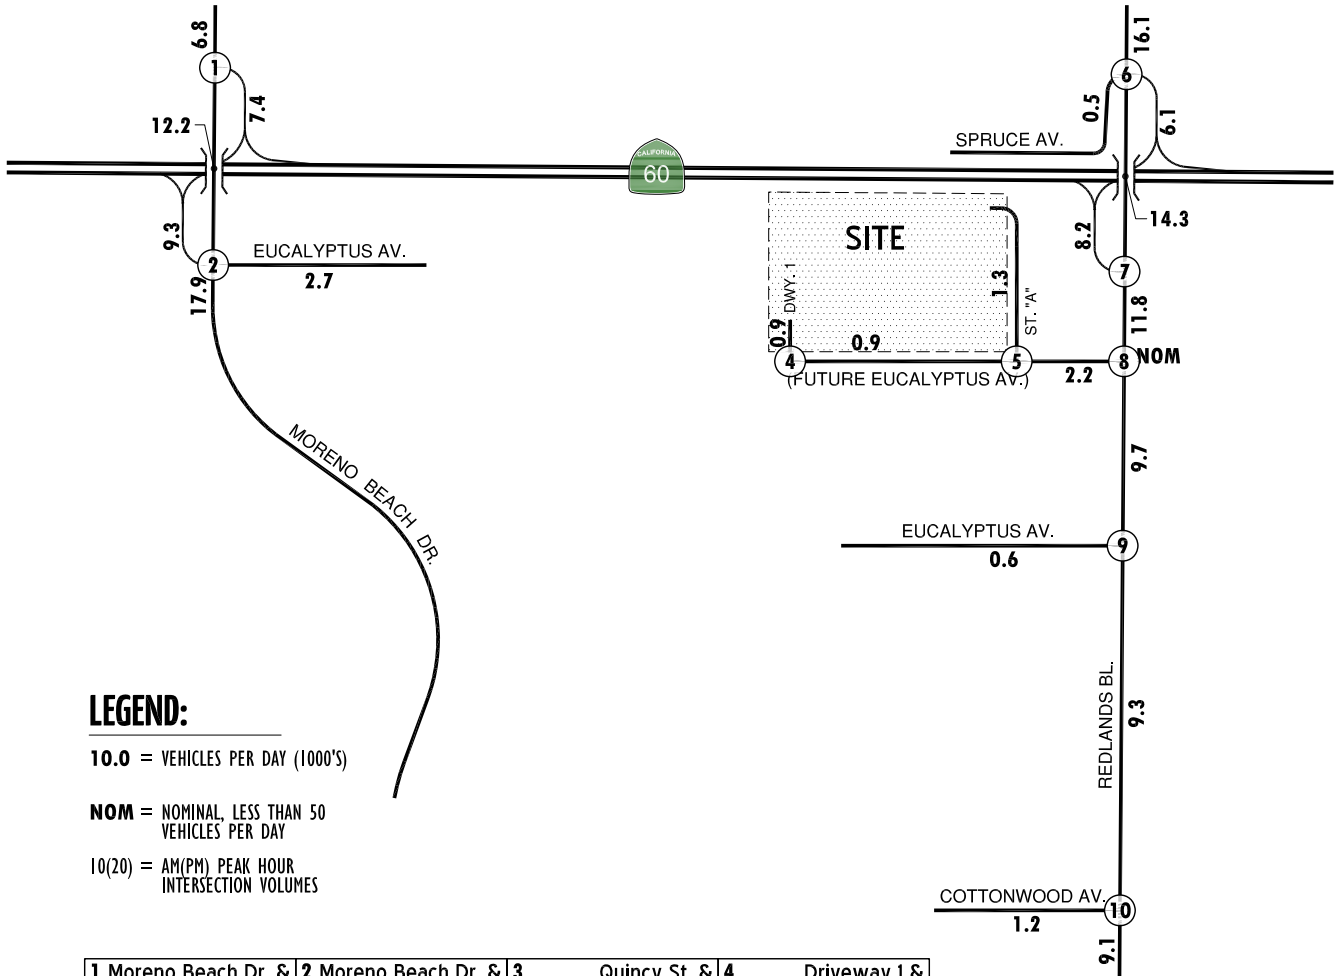 6.8
16.1
1
6
7.4
0.5
6.1
12.2
SPRUCE AV.
CALIFORNIA
60
14.3
9.3
SITE
8.2
EUCALYPTUS AV.
2
2.7
7
17.9
DWY. 1
1.3
ST. "A"
11.8
0.9
0.9
4
5
8
NOM
(FUTURE EUCALYPTUS AV.)
2.2
MORENO BEACH DR.
9.7
EUCALYPTUS AV.
9
0.6
REDLANDS BL.
9.3
LEGEND:
10.0 = VEHICLES PER DAY (1000'S)
NOM = NOMINAL, LESS THAN 50
VEHICLES PER DAY
10(20) = AM(PM) PEAK HOUR
INTERSECTION VOLUMES
COTTONWOOD AV.
10
1.2
9.1
1 Moreno Beach Dr. &
2 Moreno Beach Dr. &
3 Quincy St. &
4 Driveway 1 &